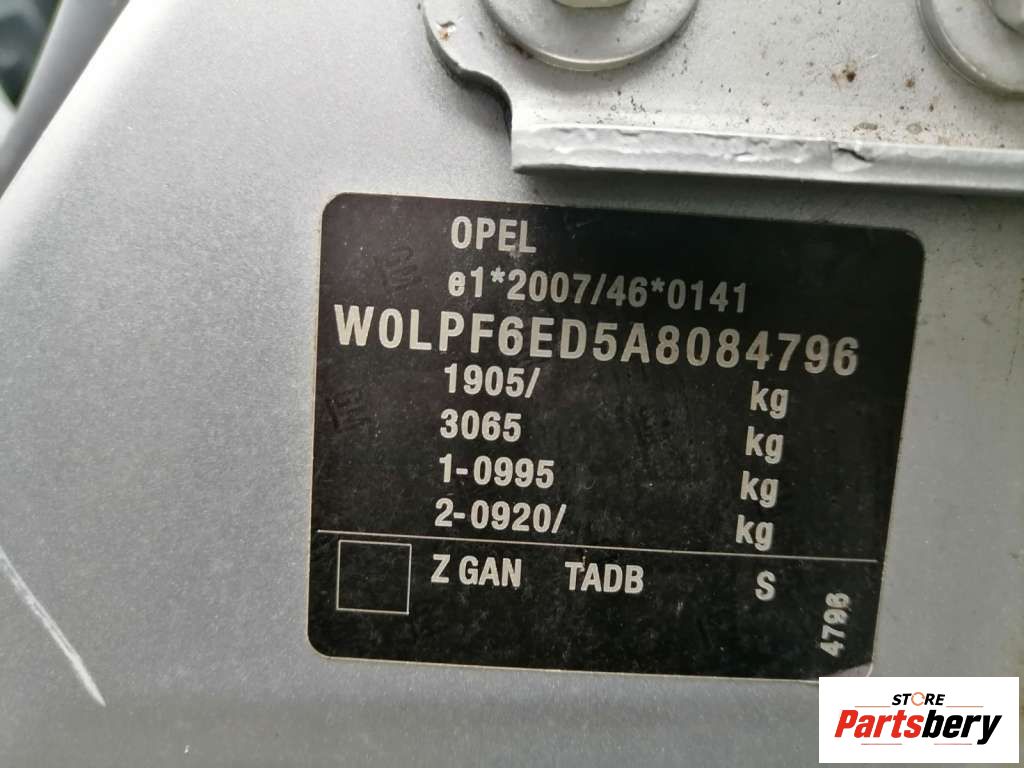 OPEL
e1*2007/46*0141
W0LPF6ED5A8084796
1905/ kg
3065 kg
1-0995 kg
2-0920/ kg
Z GAN TADB S
4796
STORE
Partsbery